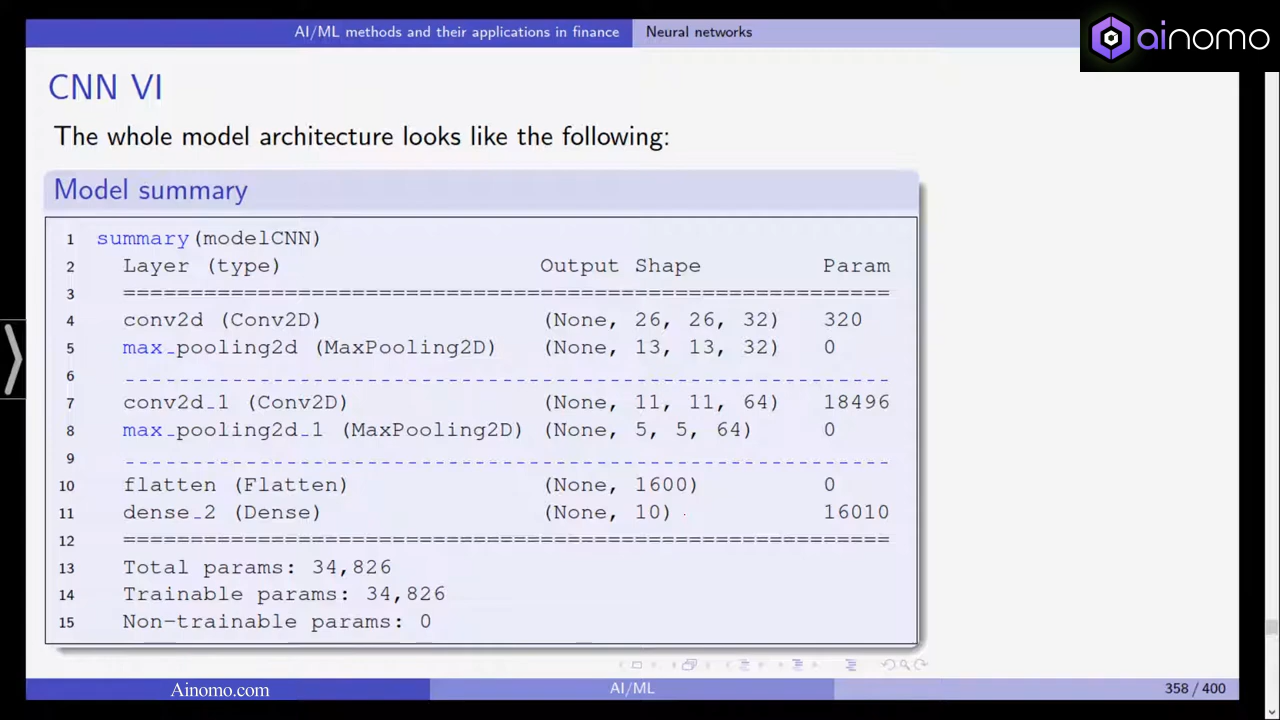 AI/ML methods and their applications in finance Neural networks
ainomo
CNN VI
The whole model architecture looks like the following:
Model summary
1 summary(modelCNN)
2 Layer (type) Output Shape Param
3 =========================================================
4 conv2d (Conv2D) (None, 26, 26, 32) 320
5 max_pooling2d (MaxPooling2D) (None, 13, 13, 32) 0
6 ---------------------------------------------------------
7 conv2d_1 (Conv2D) (None, 11, 11, 64) 18496
8 max_pooling2d_1 (MaxPooling2D) (None, 5, 5, 64) 0
9 ---------------------------------------------------------
10 flatten (Flatten) (None, 1600) 0
11 dense_2 (Dense) (None, 10) 16010
12 =========================================================
13 Total params: 34,826
14 Trainable params: 34,826
15 Non-trainable params: 0
Ainomo.com AI/ML 358 / 400